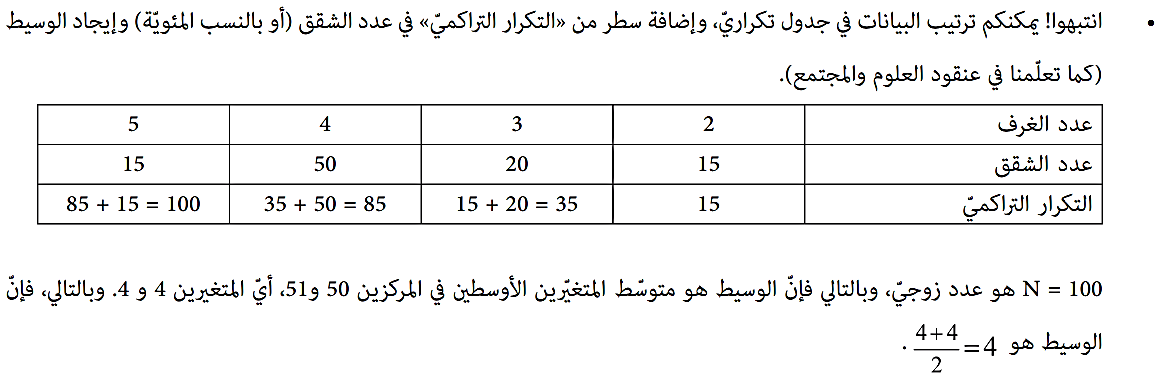 • انتبهوا! يمكنكم ترتيب البيانات في جدول تكراريّ، وإضافة سطر من «التكرار التراكميّ» في عدد الشقق (أو بالنسب المئويّة) وإيجاد الوسيط
(كما تعلّمنا في عنقود العلوم والمجتمع).
عدد الغرف 2 3 4 5
عدد الشقق 15 20 50 15
التكرار التراكميّ 15 15 + 20 = 35 35 + 50 = 85 85 + 15 = 100
N = 100 هو عدد زوجيّ، وبالتالي فإنّ الوسيط هو متوسّط المتغيّرين الأوسطين في المركزين 50 و51، أيّ المتغيرين 4 و 4. وبالتالي، فإنّ
الوسيط هو \frac{4+4}{2}=4 .